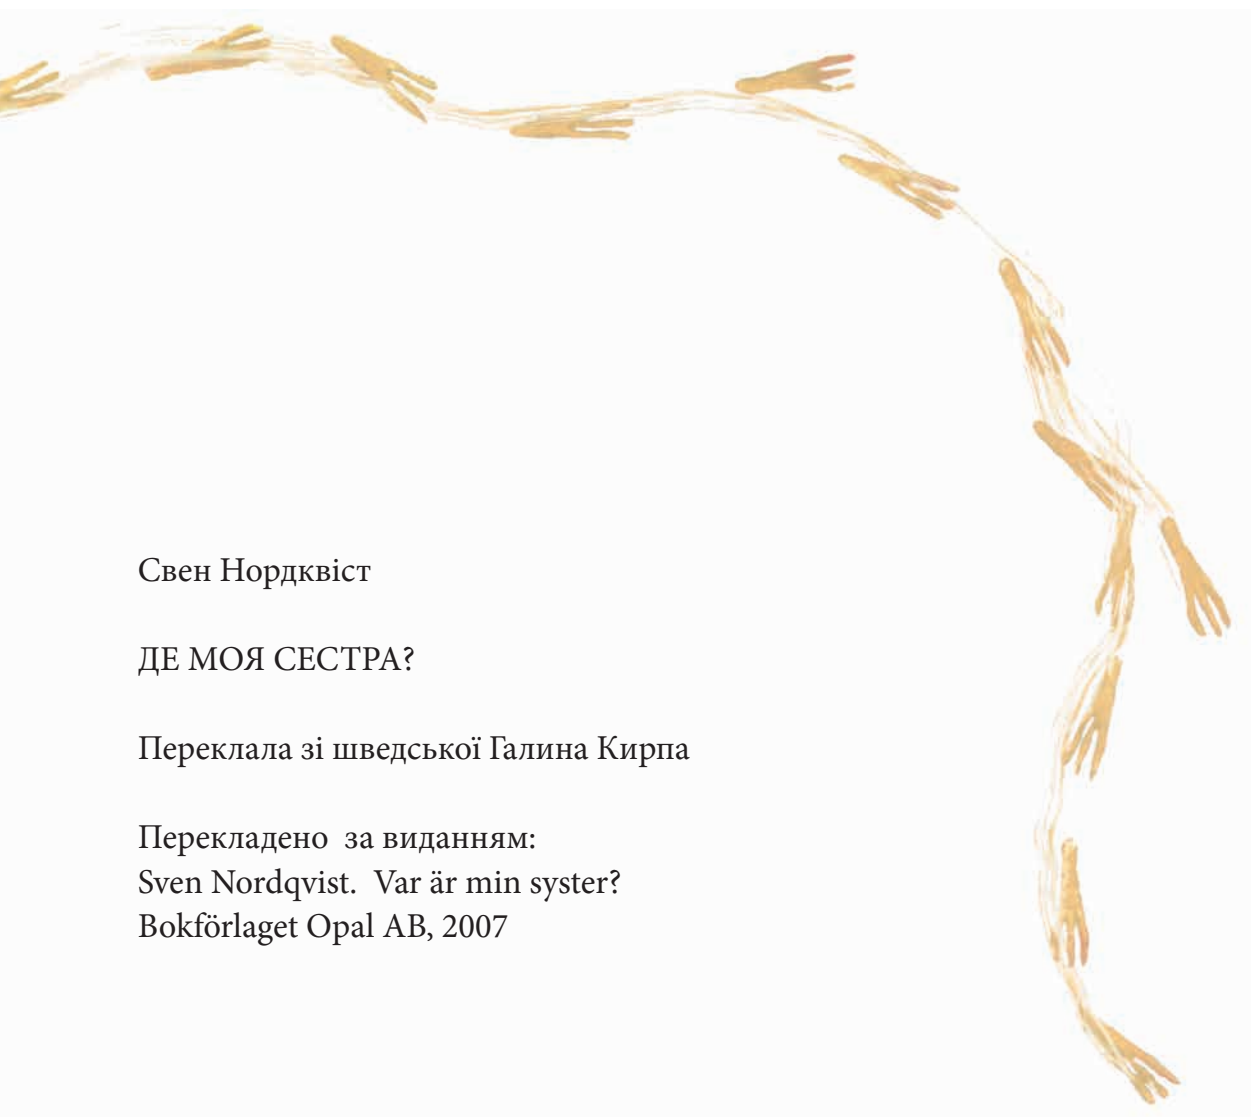 Свен Нордквіст
ДЕ МОЯ СЕСТРА?
Переклала зі шведської Галина Кирпа
Перекладено за виданням:
Sven Nordqvist. Var är min syster?
Bokförlaget Opal AB, 2007